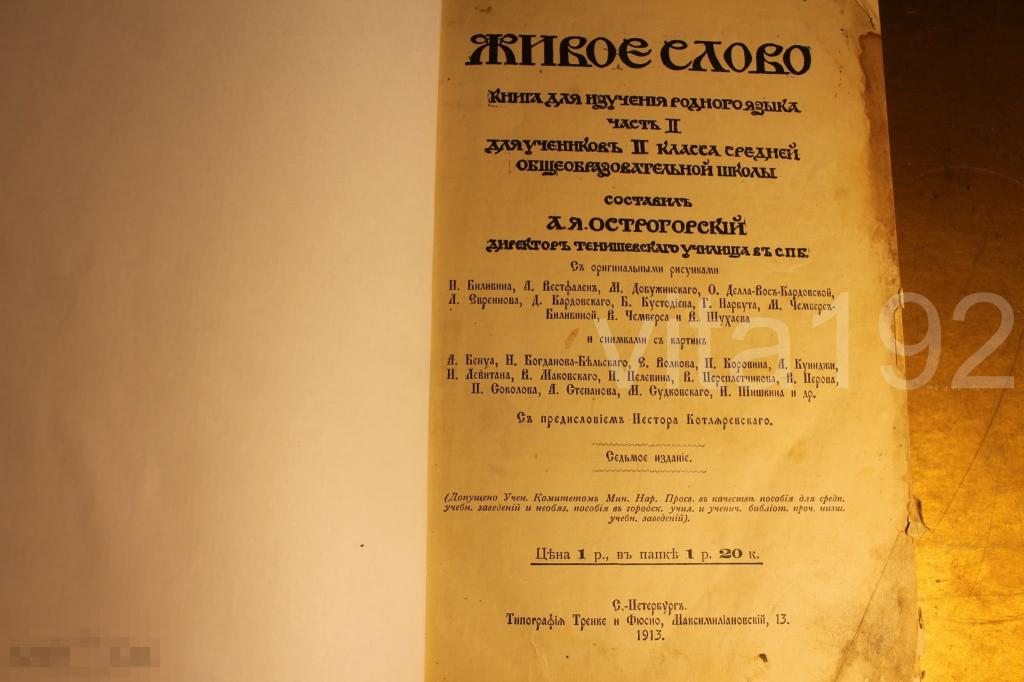 ЖИВОЕ СЛОВО
КНИГА ДЛЯ ИЗУЧЕНІЯ РОДНОГО ЯЗЫКА
ЧАСТЬ II
ДЛЯ УЧЕНИКОВЪ II КЛАССА СРЕДНЕЙ
ОБЩЕОБРАЗОВАТЕЛЬНОЙ ШКОЛЫ
СОСТАВИЛЪ
А.Я.ОСТРОГОРСКІЙ
ДИРЕКТОРЪ ТЕНИШЕВСКАГО УЧИЛИЩА ВЪ С.П.Б.
Съ оригинальными рисунками
И. Билибина, А. Вестфаленъ, М. Добужинскаго, О. Делла-Восъ-Кардовской,
Л. Евреинова, Д. Кардовскаго, Б. Кустодіева, Г. Нарбута, М. Чемберсъ-
Билибиной, В. Чемберса и В. Шухаева
и снимками съ картинъ
А. Бенуа, Н. Богданова-Бѣльскаго, Е. Волкова, П. Коровина, А. Куинджи,
И. Левитана, В. Маковскаго, И. Пелевина, В. Переплетчикова, В. Перова,
П. Соколова, А. Степанова, М. Судковскаго, И. Шишкина и др.
Съ предисловіемъ Нестора Котляревскаго.
Седьмое изданіе.
(Допущено Учен. Комитетомъ Мин. Нар. Просв. въ качествѣ пособія для средн.
учебн. заведеній и необяз. пособія въ городск. учил. и ученич. библіот. проч. низш.
учебн. заведеній).
Цѣна 1 р., въ папкѣ 1 р. 20 к.
С.-Петербургъ.
Типографія Тренке и Фюсно, Максимиліановскій, 13.
1913.
vita192